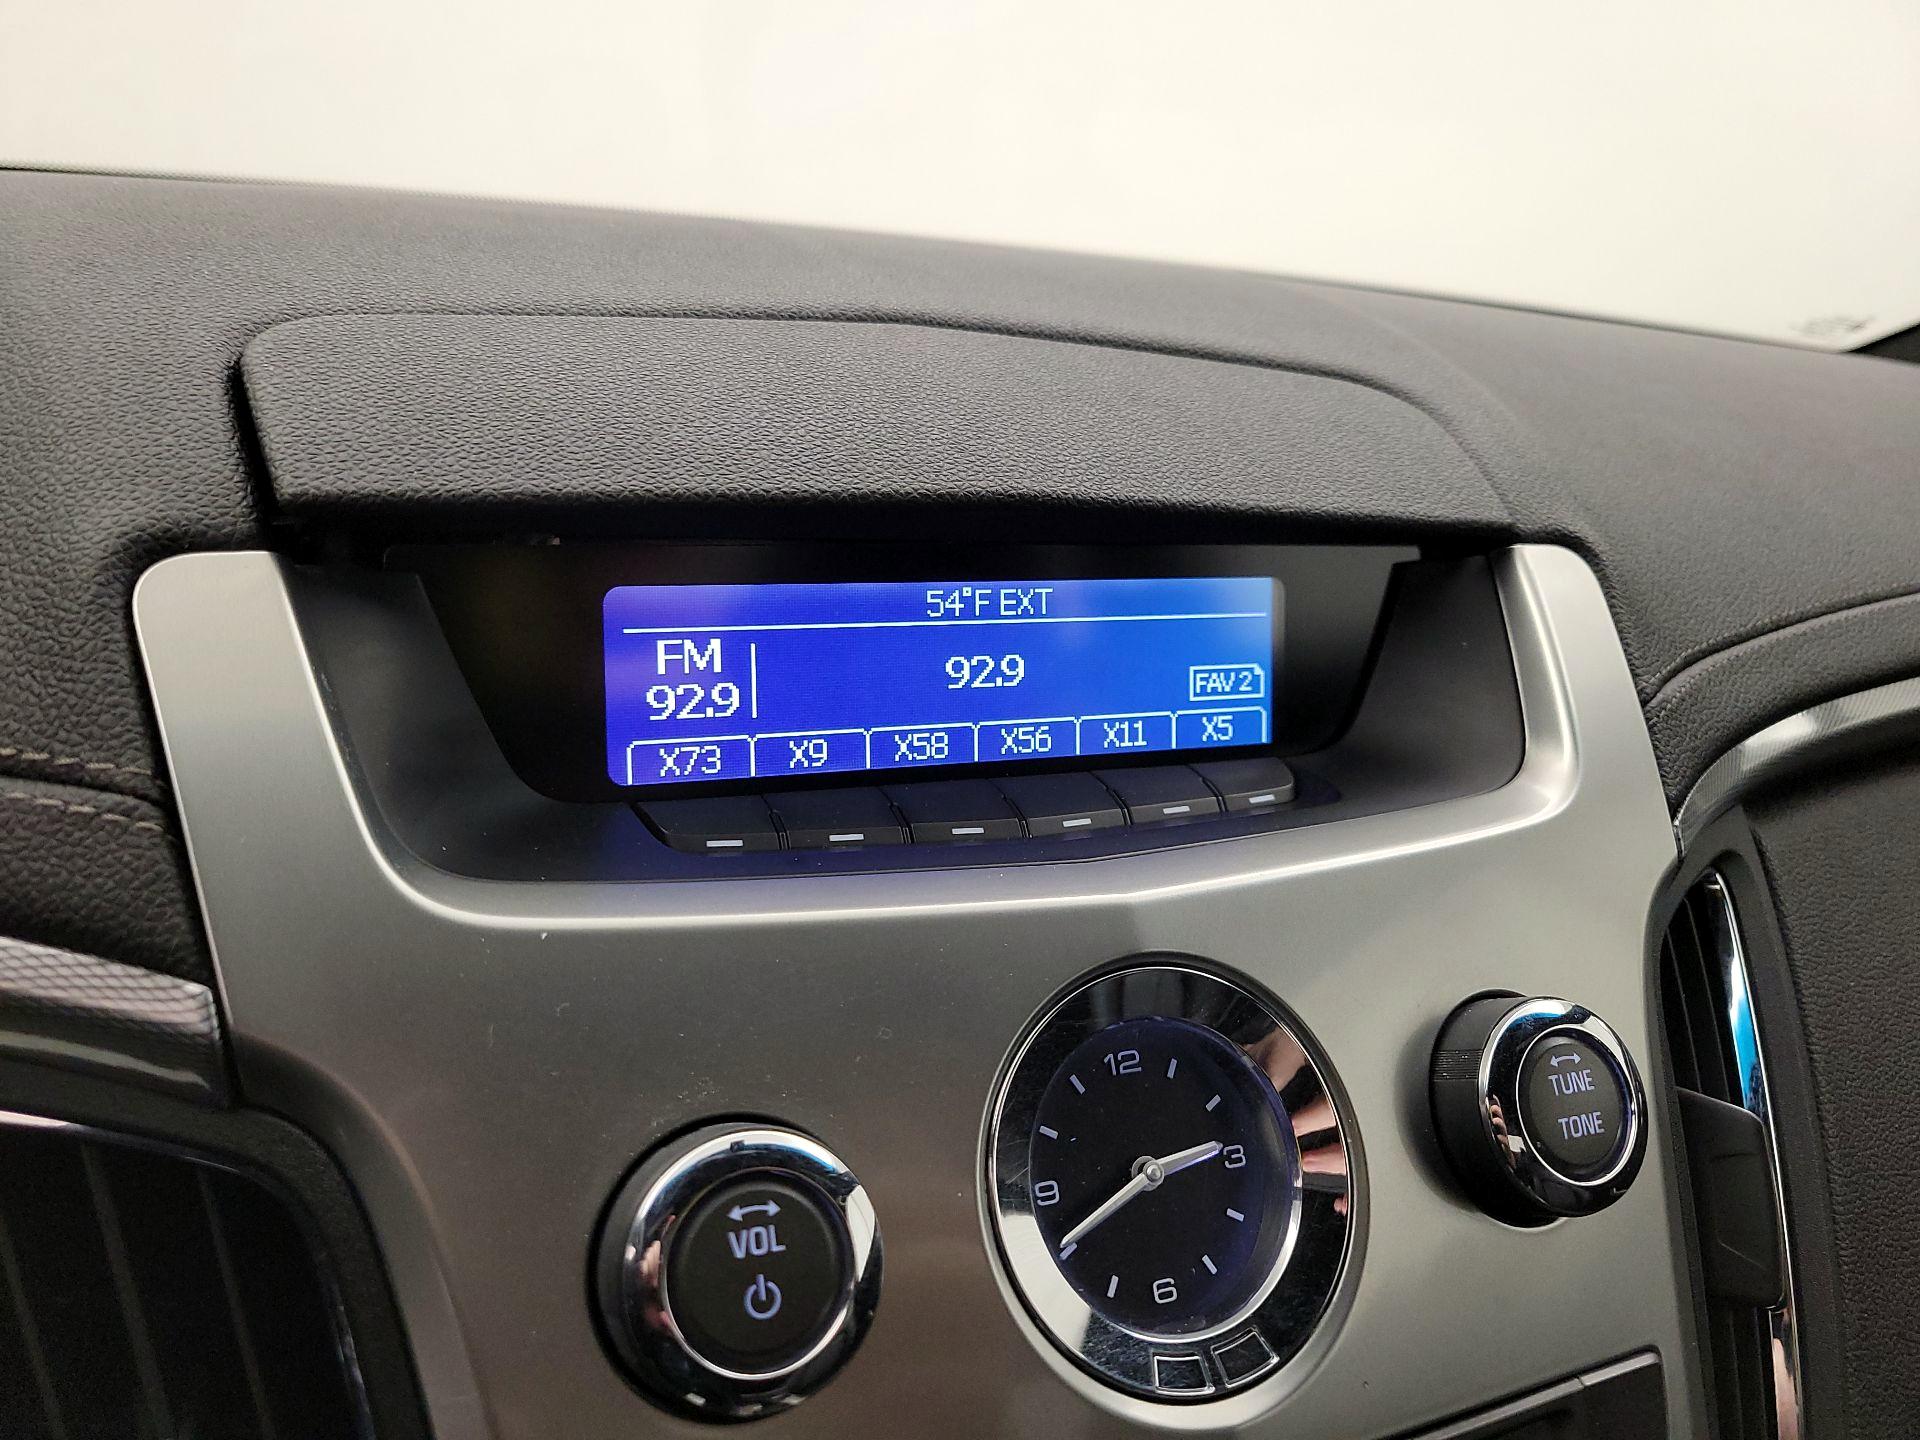 54°F EXT
FM
92.9
92.9
FAV 2
X73 X9 X58 X56 X11 X5
12
3
9
6
TUNE
TONE
VOL